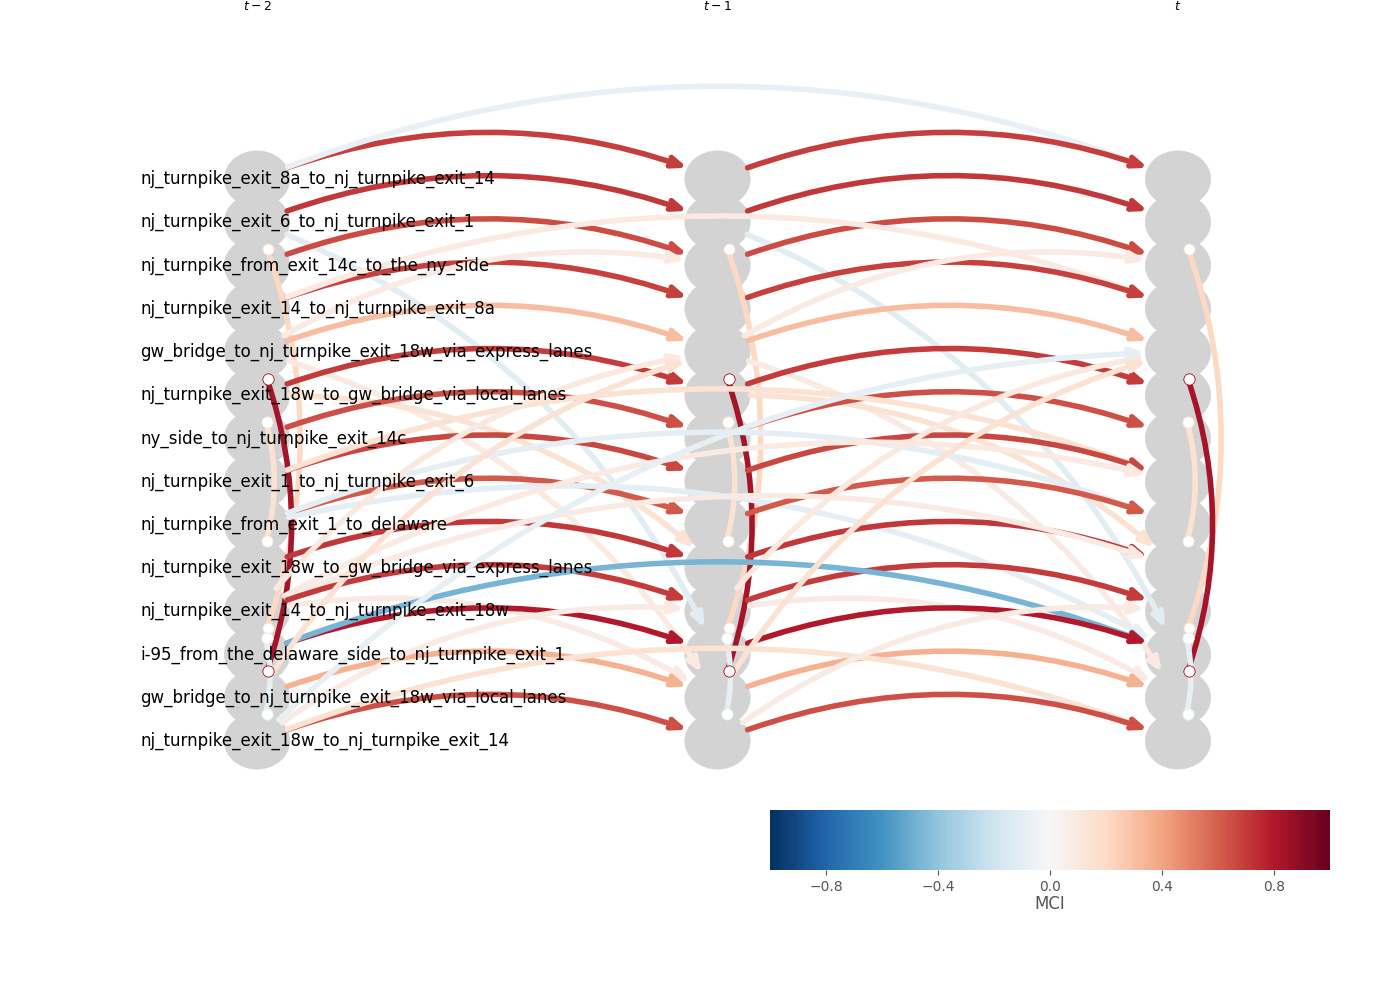 t − 2 t − 1 t
nj_turnpike_exit_8a_to_nj_turnpike_exit_14
nj_turnpike_exit_6_to_nj_turnpike_exit_1
nj_turnpike_from_exit_14c_to_the_ny_side
nj_turnpike_exit_14_to_nj_turnpike_exit_8a
gw_bridge_to_nj_turnpike_exit_18w_via_express_lanes
nj_turnpike_exit_18w_to_gw_bridge_via_local_lanes
ny_side_to_nj_turnpike_exit_14c
nj_turnpike_exit_1_to_nj_turnpike_exit_6
nj_turnpike_from_exit_1_to_delaware
nj_turnpike_exit_18w_to_gw_bridge_via_express_lanes
nj_turnpike_exit_14_to_nj_turnpike_exit_18w
i-95_from_the_delaware_side_to_nj_turnpike_exit_1
gw_bridge_to_nj_turnpike_exit_18w_via_local_lanes
nj_turnpike_exit_18w_to_nj_turnpike_exit_14
−0.8 −0.4 0.0 0.4 0.8
MCI